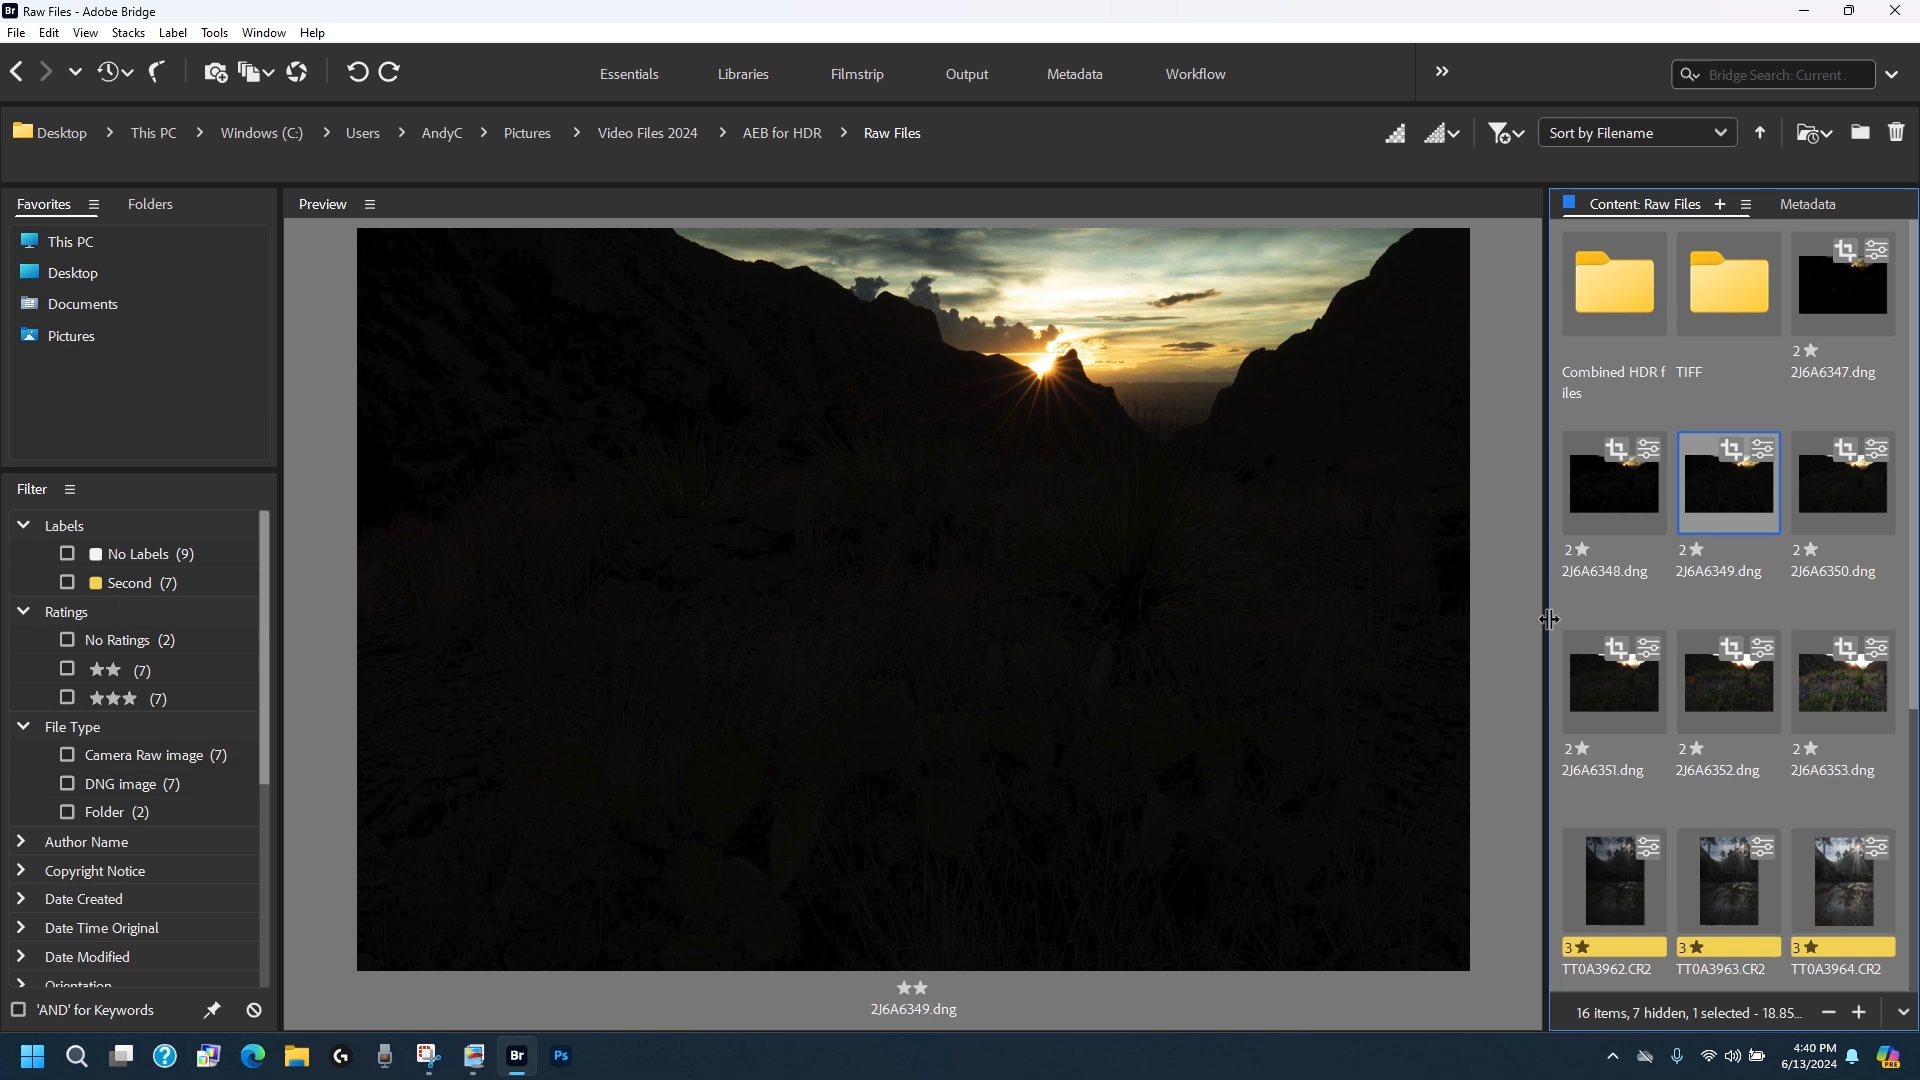 Br Raw Files - Adobe Bridge
File Edit View Stacks Label Tools Window Help
Essentials Libraries Filmstrip Output Metadata Workflow
Bridge Search: Current.
Desktop > This PC > Windows (C:) > Users > AndyC > Pictures > Video Files 2024 > AEB for HDR > Raw Files
Sort by Filename
Favorites Folders
This PC
Desktop
Documents
Pictures
Filter
Labels
No Labels (9)
Second (7)
Ratings
No Ratings (2)
★★ (7)
★★★ (7)
File Type
Camera Raw image (7)
DNG image (7)
Folder (2)
Author Name
Copyright Notice
Date Created
Date Time Original
Date Modified
Orientation
'AND' for Keywords
Preview
★★
2J6A6349.dng
Content: Raw Files + Metadata
2★
Combined HDR f TIFF 2J6A6347.dng
iles
2★ 2★ 2★
2J6A6348.dng 2J6A6349.dng 2J6A6350.dng
2★ 2★ 2★
2J6A6351.dng 2J6A6352.dng 2J6A6353.dng
3★ 3★ 3★
TT0A3962.CR2 TT0A3963.CR2 TT0A3964.CR2
16 items, 7 hidden, 1 selected - 18.85...
Br Ps
4:40 PM
6/13/2024
PRE